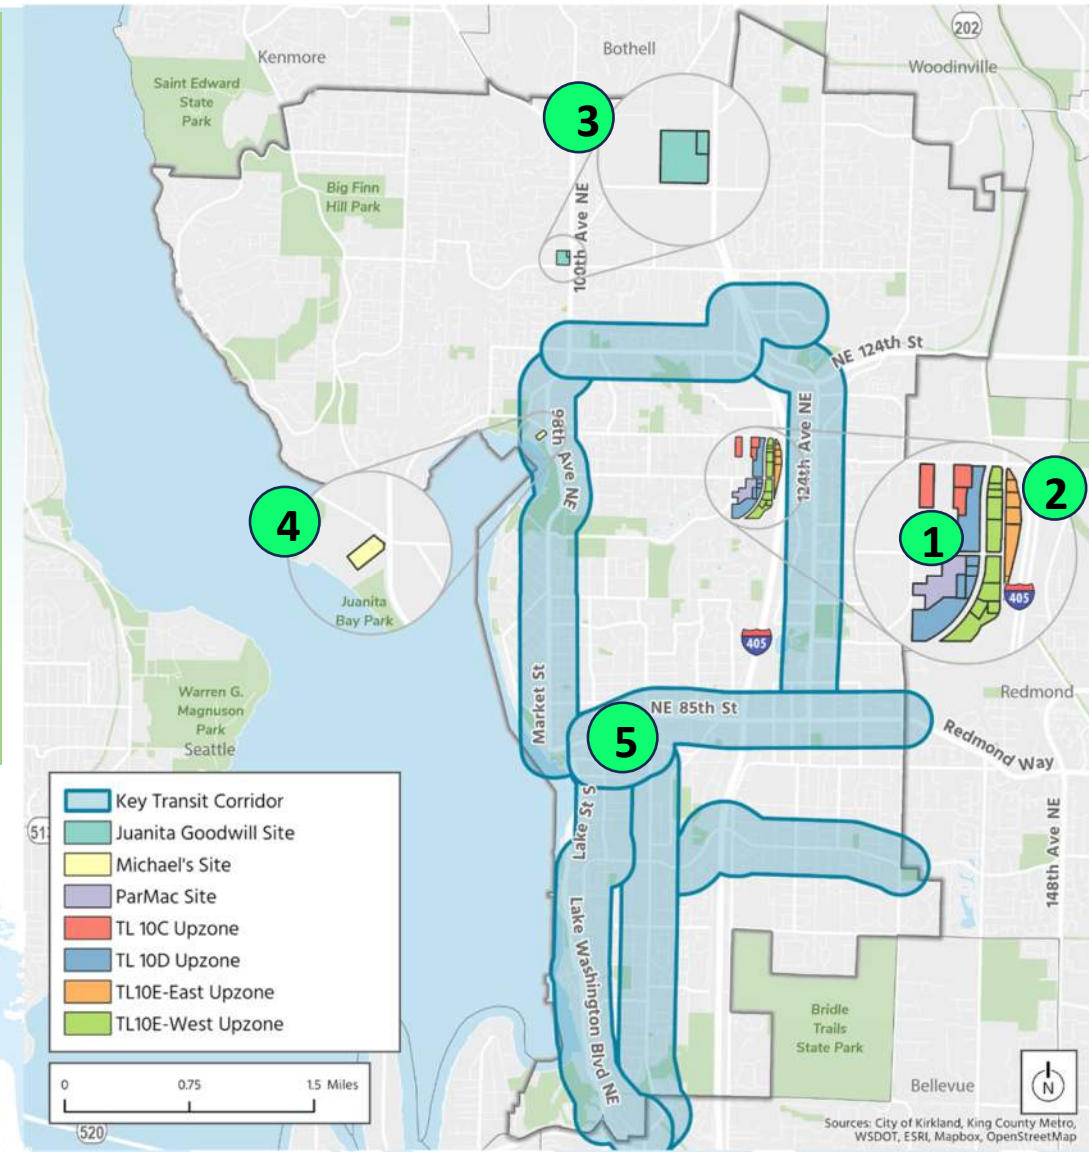 202
Kenmore
Bothell
Woodinville
Saint Edward
State
Park
3
Big Finn
Hill Park
100th Ave NE
NE 124th St
98th Ave NE
124th Ave NE
4
2
1
405
Juanita
Bay Park
405
Market St
NE 85th St
Redmond
Warren G.
Magnuson
Park
Seattle
5
Redmond Way
Key Transit Corridor
Juanita Goodwill Site
Michael's Site
ParMac Site
TL 10C Upzone
TL 10D Upzone
TL10E-East Upzone
TL10E-West Upzone
513
Lake St S
148th Ave NE
Lake Washington Blvd NE
Bridle
Trails
State Park
0 0.75 1.5 Miles
Bellevue
N
520
Sources: City of Kirkland, King County Metro,
WSDOT, ESRI, Mapbox, OpenStreetMap